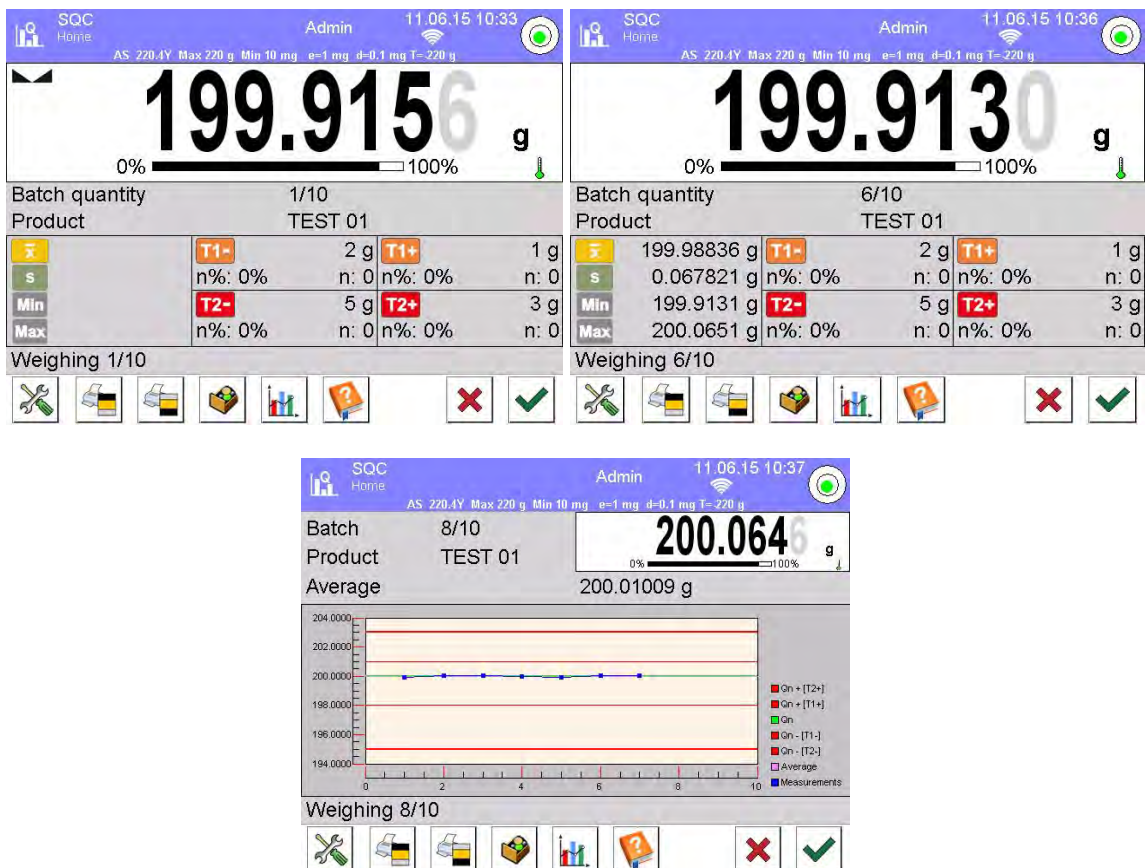 SQC
Home
Admin
11.06.15 10:33
AS 220.4Y Max 220 g Min 10 mg e=1 mg d=0.1 mg T=-220 g
199.9156 g
0% 100%
Batch quantity 1/10
Product TEST 01
x T1- 2 g T1+ 1 g
s n%: 0% n: 0 n%: 0% n: 0
Min T2- 5 g T2+ 3 g
Max n%: 0% n: 0 n%: 0% n: 0
Weighing 1/10
SQC
Home
Admin
11.06.15 10:36
AS 220.4Y Max 220 g Min 10 mg e=1 mg d=0.1 mg T=-220 g
199.9130 g
0% 100%
Batch quantity 6/10
Product TEST 01
x 199.98836 g T1- 2 g T1+ 1 g
s 0.067821 g n%: 0% n: 0 n%: 0% n: 0
Min 199.9131 g T2- 5 g T2+ 3 g
Max 200.0651 g n%: 0% n: 0 n%: 0% n: 0
Weighing 6/10
SQC
Home
Admin
11.06.15 10:37
AS 220.4Y Max 220 g Min 10 mg e=1 mg d=0.1 mg T=-220 g
Batch 8/10
200.0646 g
Product TEST 01
0% 100%
Average 200.01009 g
204.0000
202.0000
200.0000
198.0000
196.0000
194.0000
0 2 4 6 8 10
Qn + [T2+]
Qn + [T1+]
Qn
Qn - [T1-]
Qn - [T2-]
Average
Measurements
Weighing 8/10